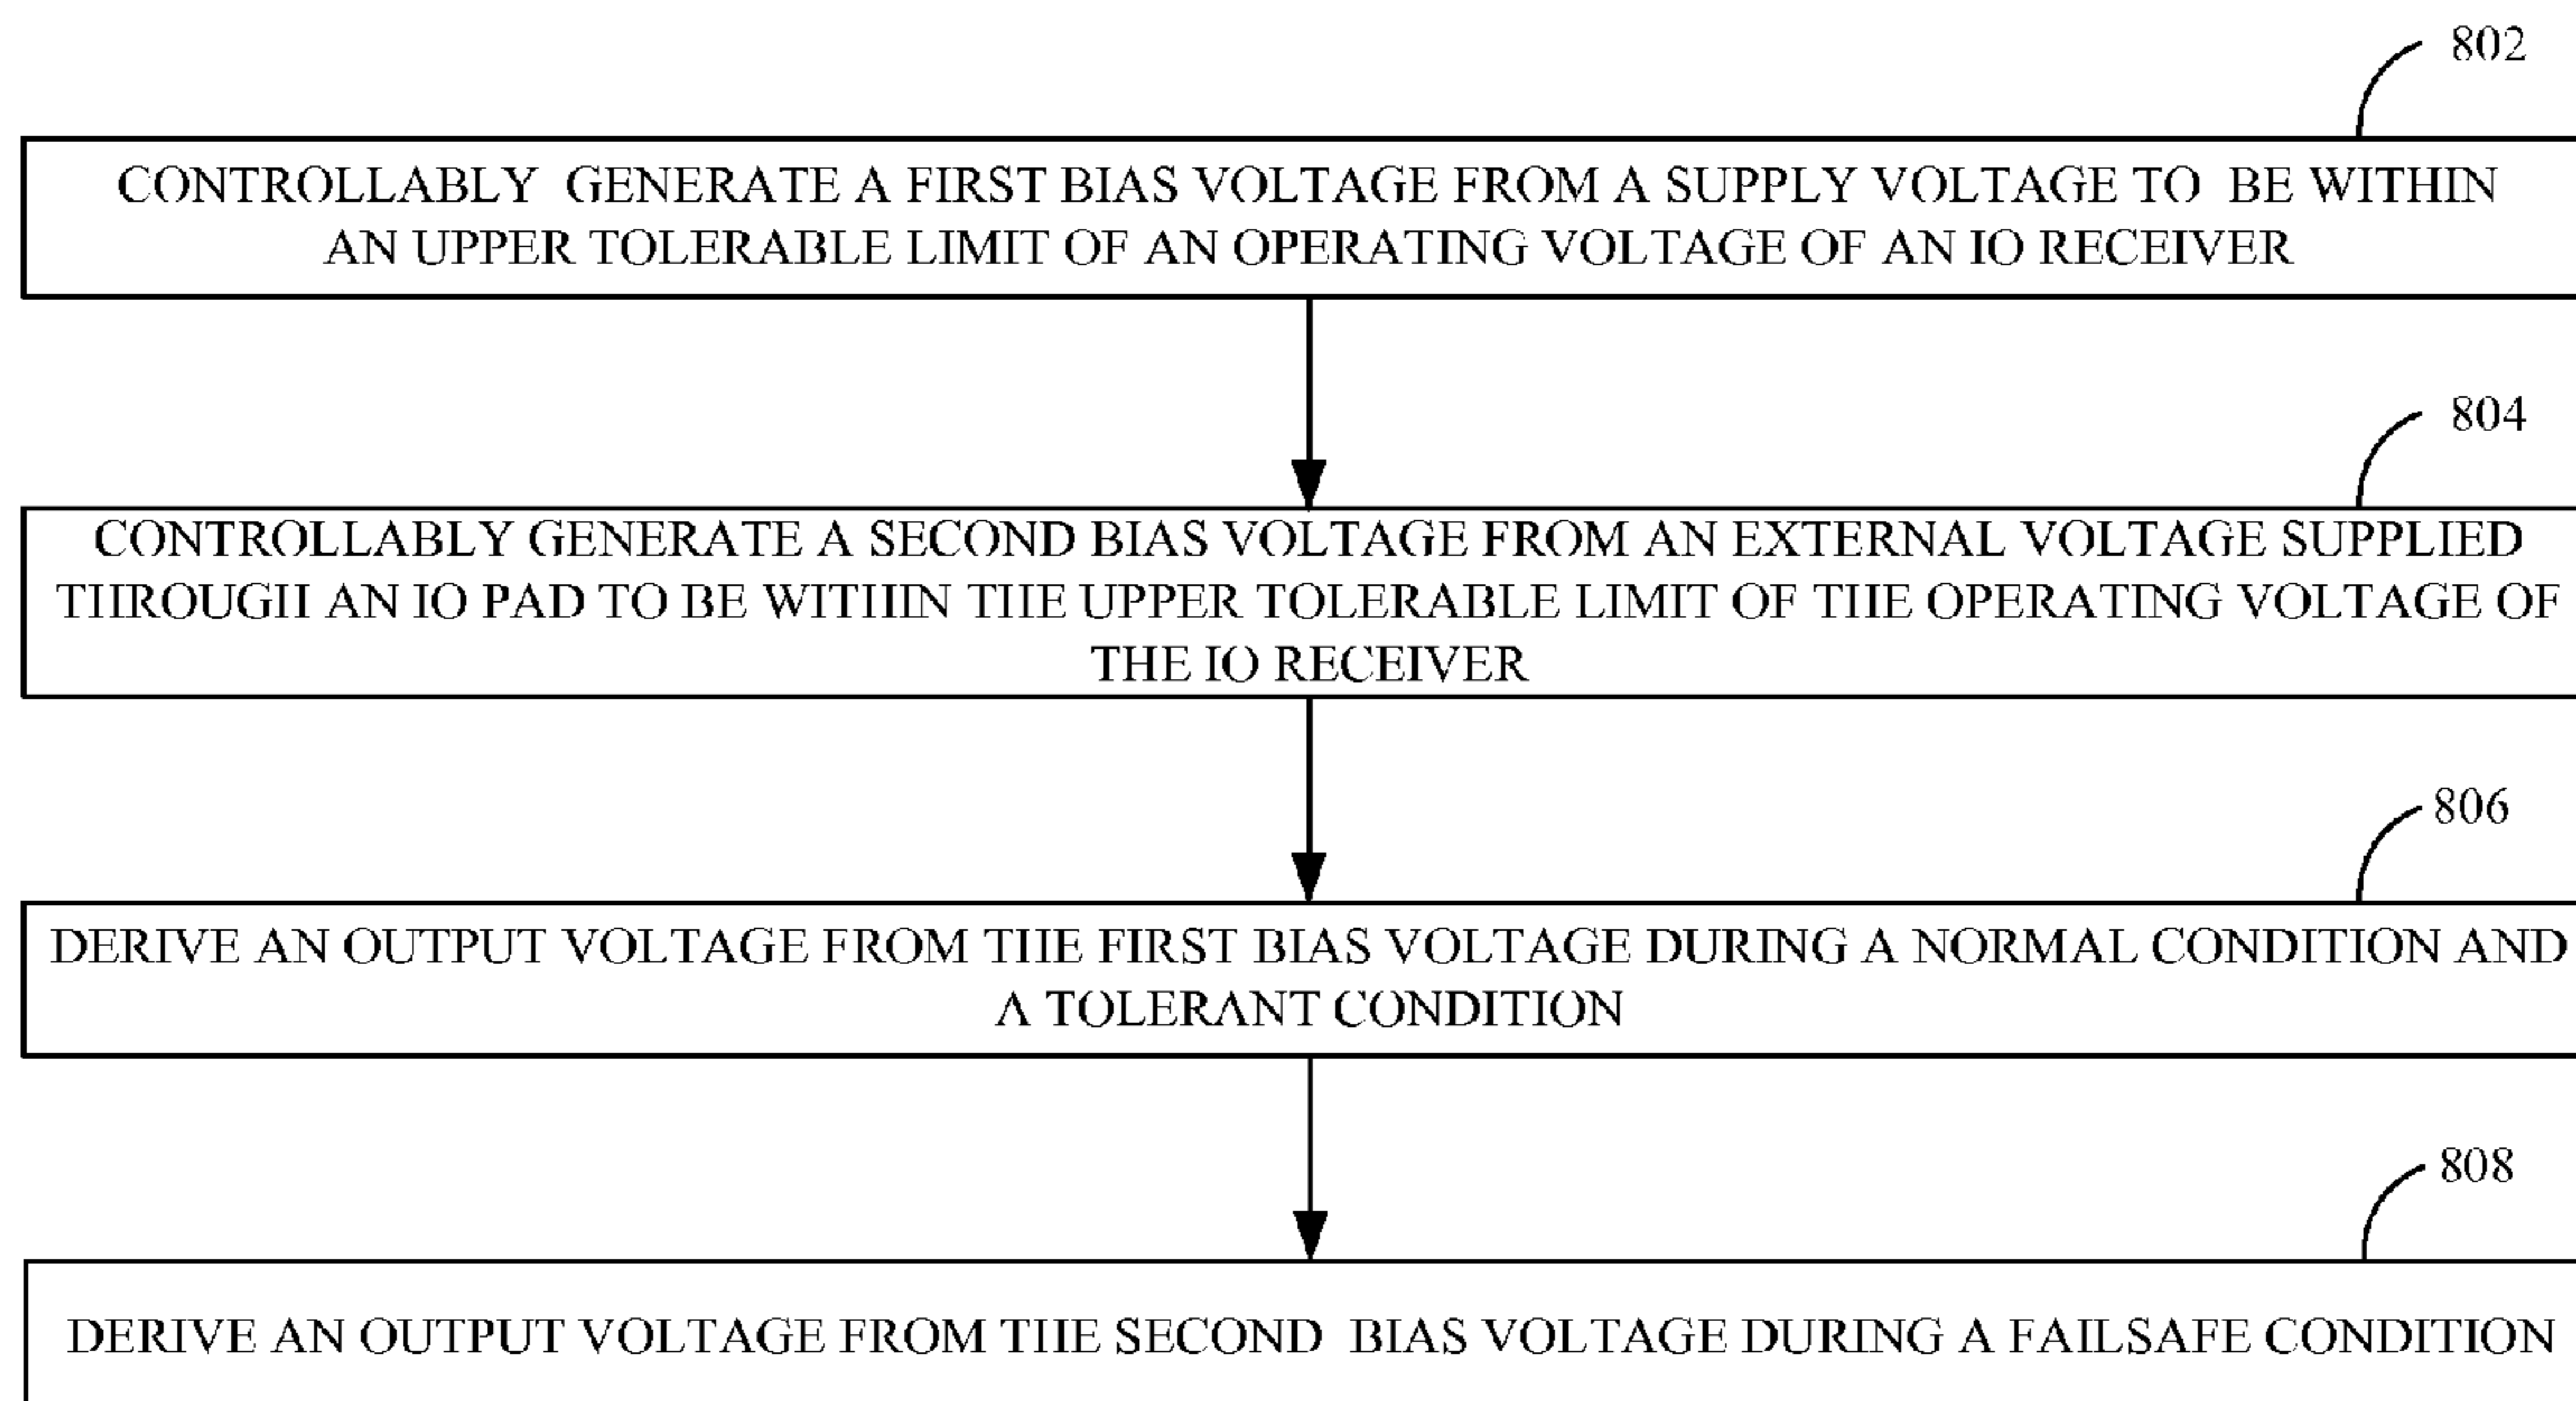 802
CONTROLLABLY GENERATE A FIRST BIAS VOLTAGE FROM A SUPPLY VOLTAGE TO BE WITHIN
AN UPPER TOLERABLE LIMIT OF AN OPERATING VOLTAGE OF AN IO RECEIVER
804
CONTROLLABLY GENERATE A SECOND BIAS VOLTAGE FROM AN EXTERNAL VOLTAGE SUPPLIED
THROUGH AN IO PAD TO BE WITHIN THE UPPER TOLERABLE LIMIT OF THE OPERATING VOLTAGE OF
THE IO RECEIVER
806
DERIVE AN OUTPUT VOLTAGE FROM THE FIRST BIAS VOLTAGE DURING A NORMAL CONDITION AND
A TOLERANT CONDITION
808
DERIVE AN OUTPUT VOLTAGE FROM THE SECOND BIAS VOLTAGE DURING A FAILSAFE CONDITION